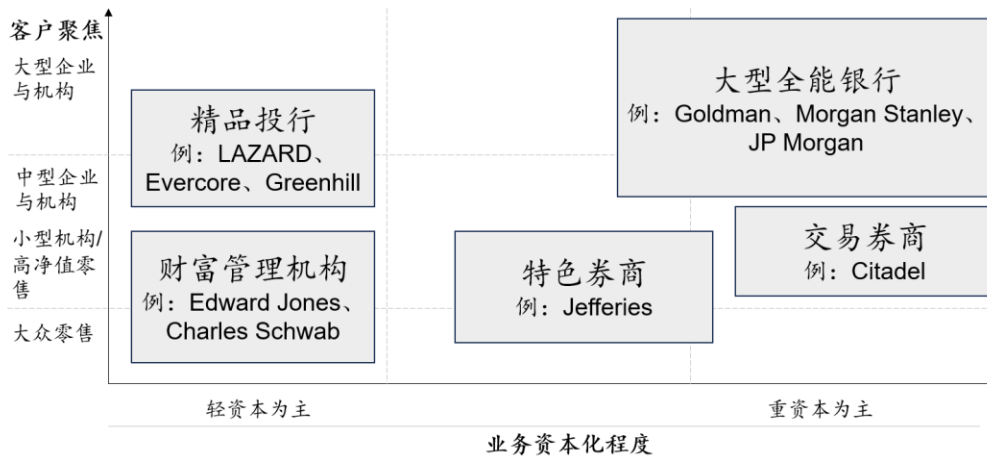 客户聚焦
大型企业
与机构
中型企业
与机构
小型机构/
高净值零
售
大众零售
精品投行
例：LAZARD、
Evercore、Greenhill
大型全能银行
例：Goldman、Morgan Stanley、
JP Morgan
财富管理机构
例：Edward Jones、
Charles Schwab
特色券商
例：Jefferies
交易券商
例：Citadel
轻资本为主
重资本为主
业务资本化程度